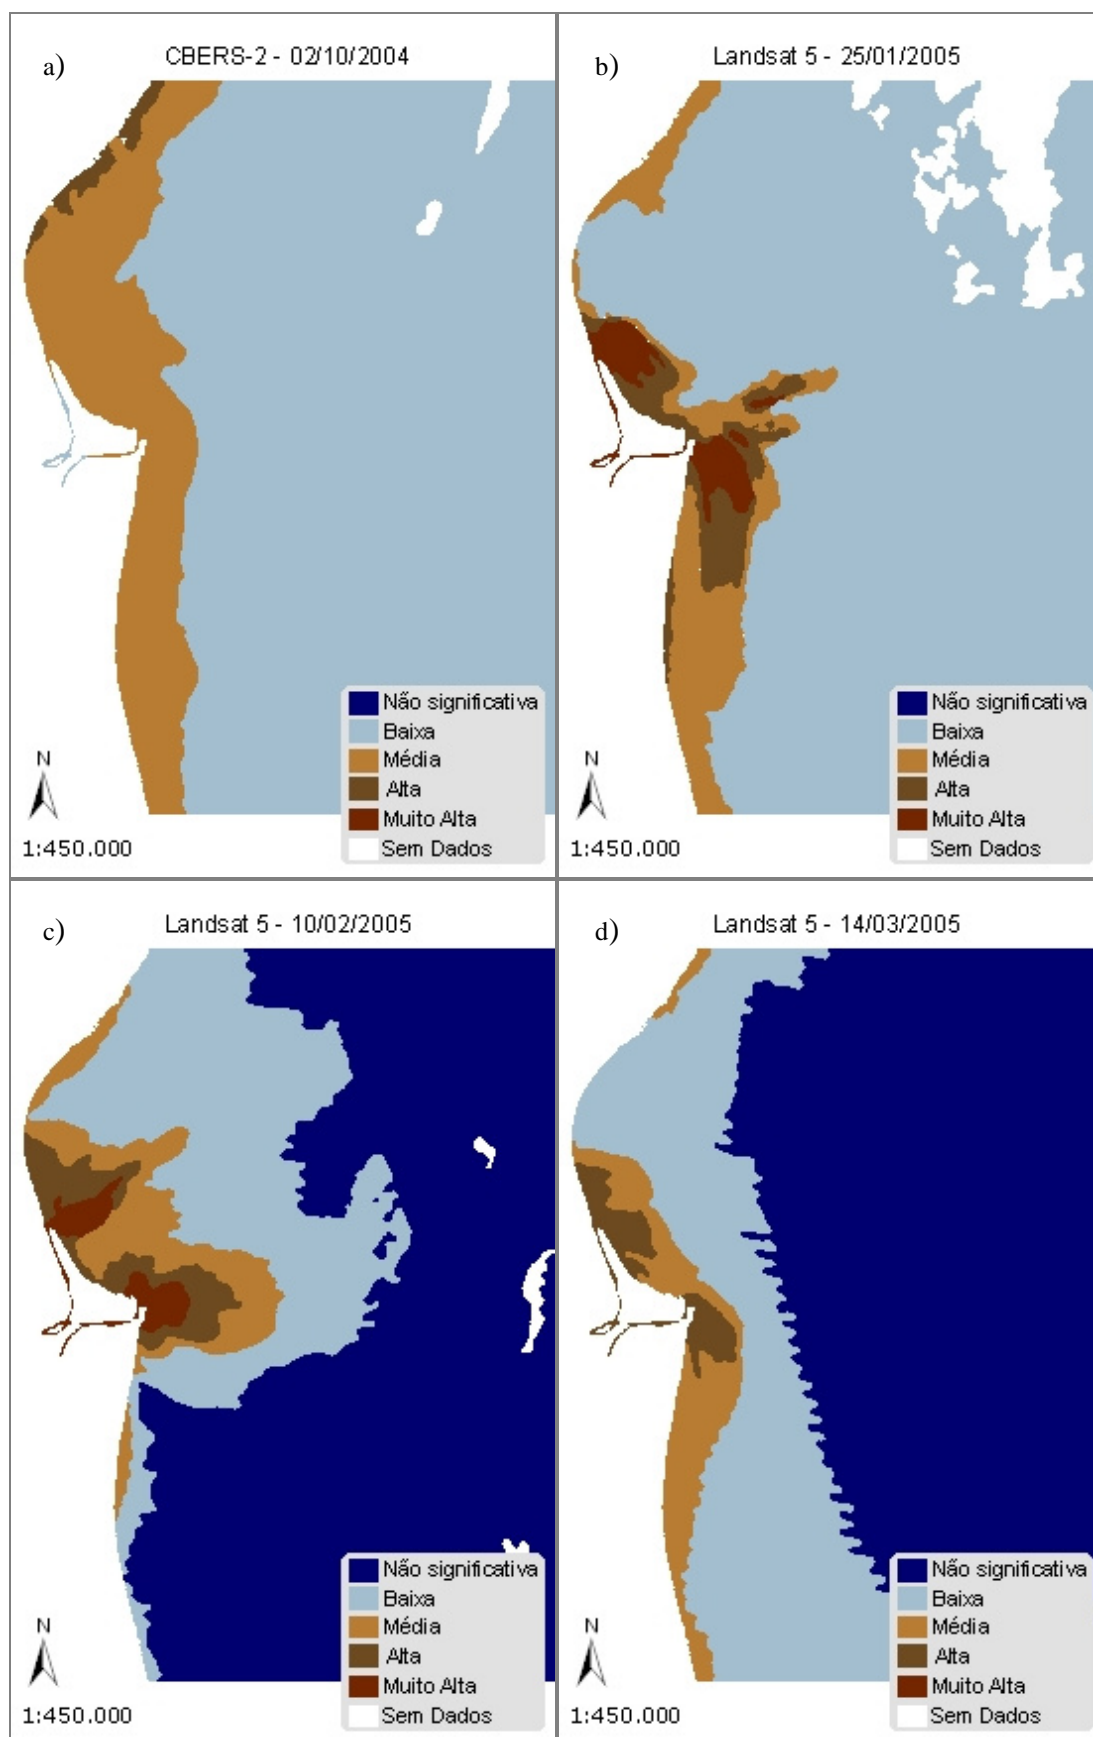 a)
CBERS-2 - 02/10/2004
Não significativa
Baixa
Média
Alta
Muito Alta
Sem Dados
N
1:450.000
b)
Landsat 5 - 25/01/2005
Não significativa
Baixa
Média
Alta
Muito Alta
Sem Dados
N
1:450.000
c)
Landsat 5 - 10/02/2005
Não significativa
Baixa
Média
Alta
Muito Alta
Sem Dados
N
1:450.000
d)
Landsat 5 - 14/03/2005
Não significativa
Baixa
Média
Alta
Muito Alta
Sem Dados
N
1:450.000